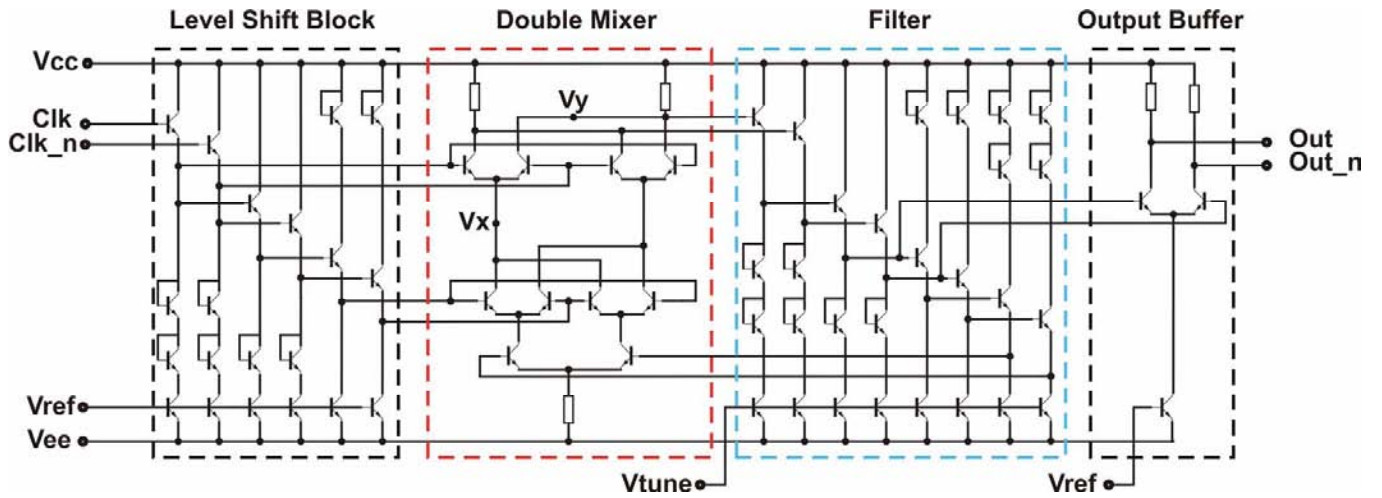 Level Shift Block
Double Mixer
Filter
Output Buffer
Vcc
Clk
Clk_n
Vy
Out
Out_n
Vx
Vref
Vee
Vtune
Vref